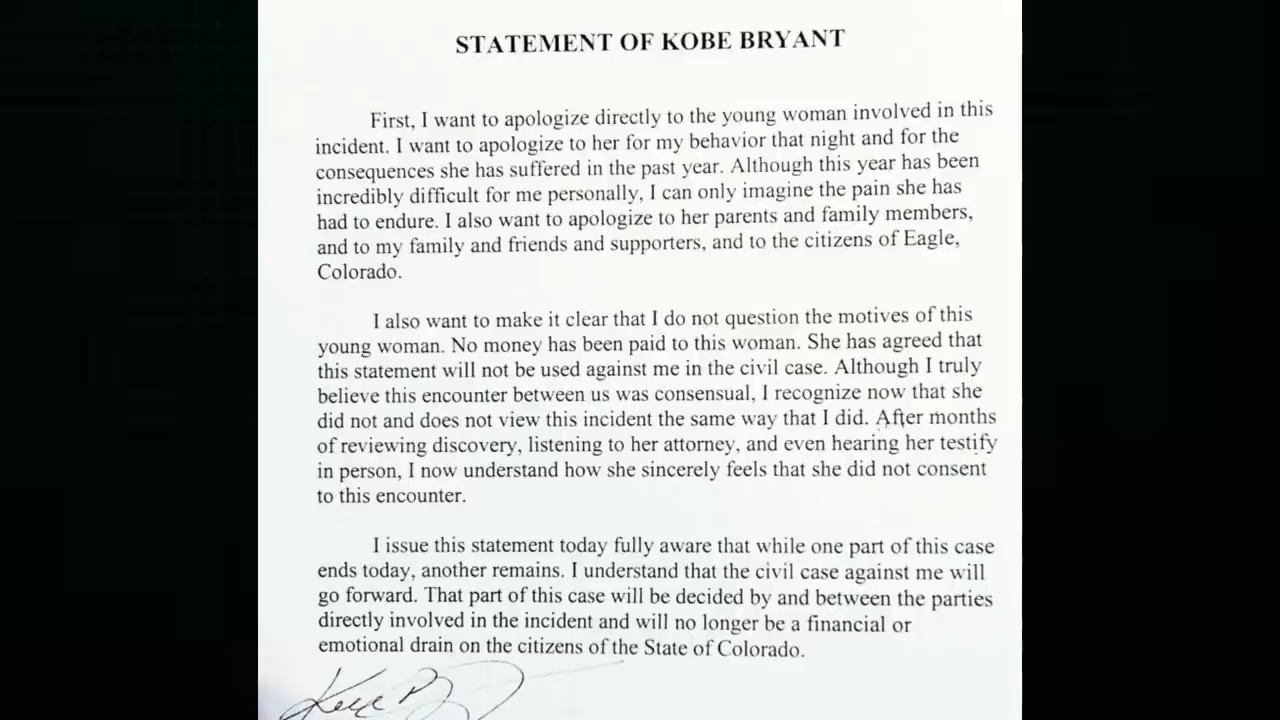 STATEMENT OF KOBE BRYANT
First, I want to apologize directly to the young woman involved in this
incident. I want to apologize to her for my behavior that night and for the
consequences she has suffered in the past year. Although this year has been
incredibly difficult for me personally, I can only imagine the pain she has
had to endure. I also want to apologize to her parents and family members,
and to my family and friends and supporters, and to the citizens of Eagle,
Colorado.
I also want to make it clear that I do not question the motives of this
young woman. No money has been paid to this woman. She has agreed that
this statement will not be used against me in the civil case. Although I truly
believe this encounter between us was consensual, I recognize now that she
did not and does not view this incident the same way that I did. After months
of reviewing discovery, listening to her attorney, and even hearing her testify
in person, I now understand how she sincerely feels that she did not consent
to this encounter.
I issue this statement today fully aware that while one part of this case
ends today, another remains. I understand that the civil case against me will
go forward. That part of this case will be decided by and between the parties
directly involved in the incident and will no longer be a financial or
emotional drain on the citizens of the State of Colorado.